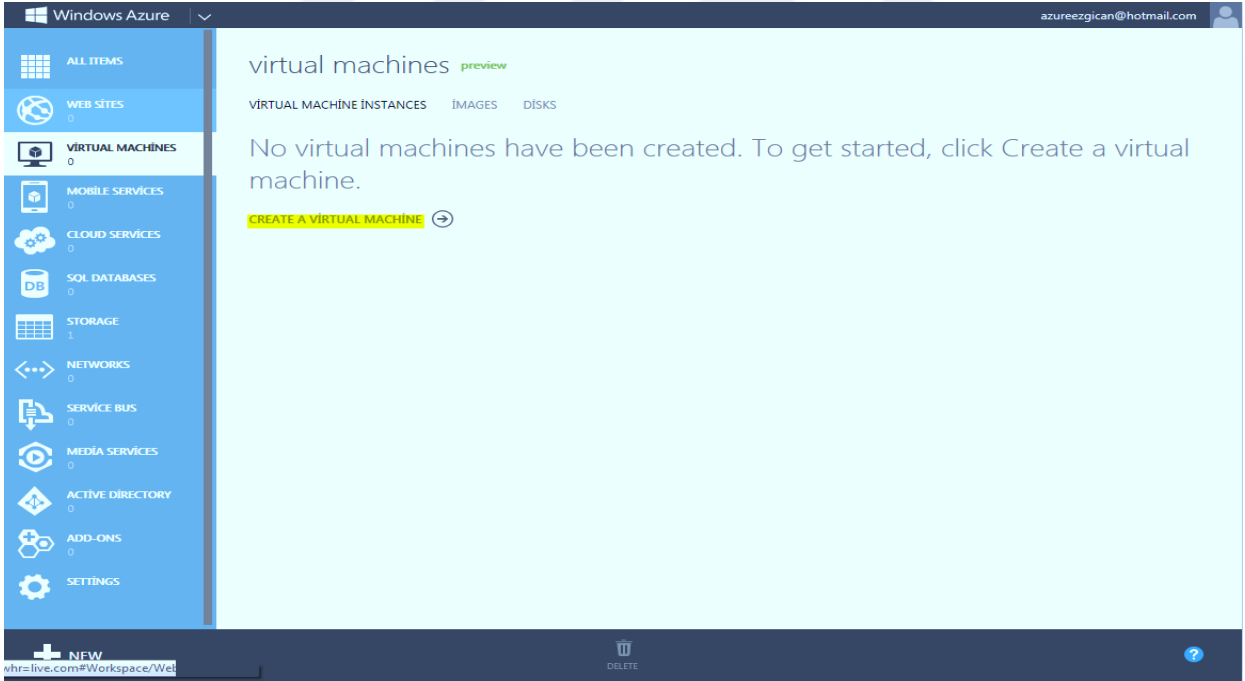 Windows Azure
azureezgican@hotmail.com
ALL ITEMS
WEB SİTES
0
VİRTUAL MACHİNES
0
MOBİLE SERVİCES
0
CLOUD SERVİCES
0
SQL DATABASES
0
STORAGE
1
NETWORKS
0
SERVİCE BUS
0
MEDİA SERVİCES
0
ACTİVE DİRECTORY
0
ADD-ONS
0
SETTİNGS
virtual machines preview
VİRTUAL MACHİNE İNSTANCES İMAGES DİSKS
No virtual machines have been created. To get started, click Create a virtual
machine.
CREATE A VİRTUAL MACHİNE
NEW
DELETE
?
whr=live.com#Workspace/Web
DB